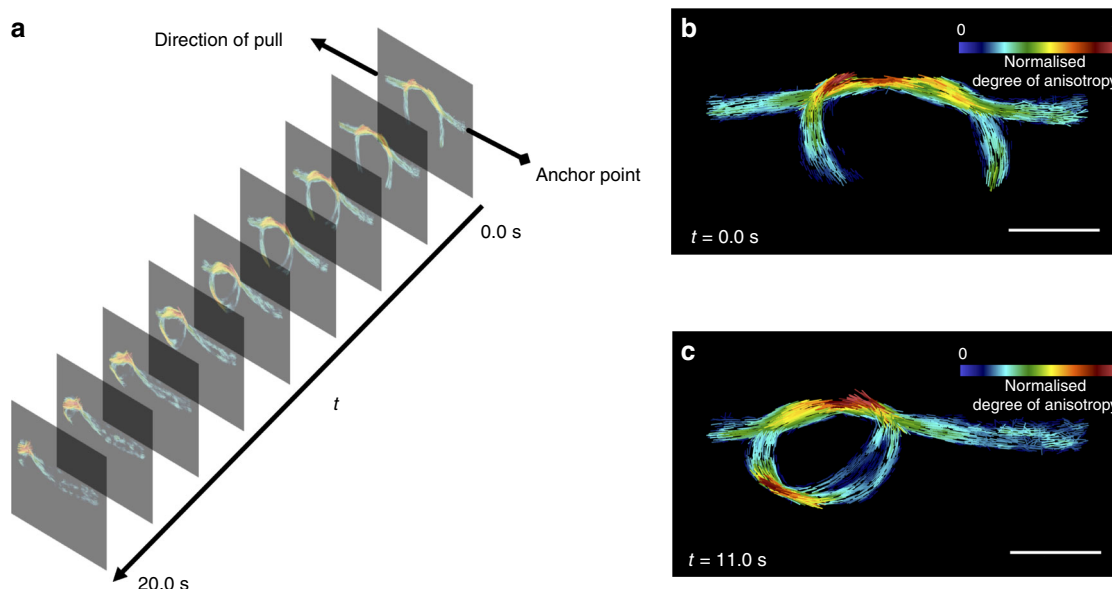 a
Direction of pull
Anchor point
0.0 s
t
20.0 s
b
0
Normalised
degree of anisotropy
t = 0.0 s
c
0
Normalised
degree of anisotropy
t = 11.0 s